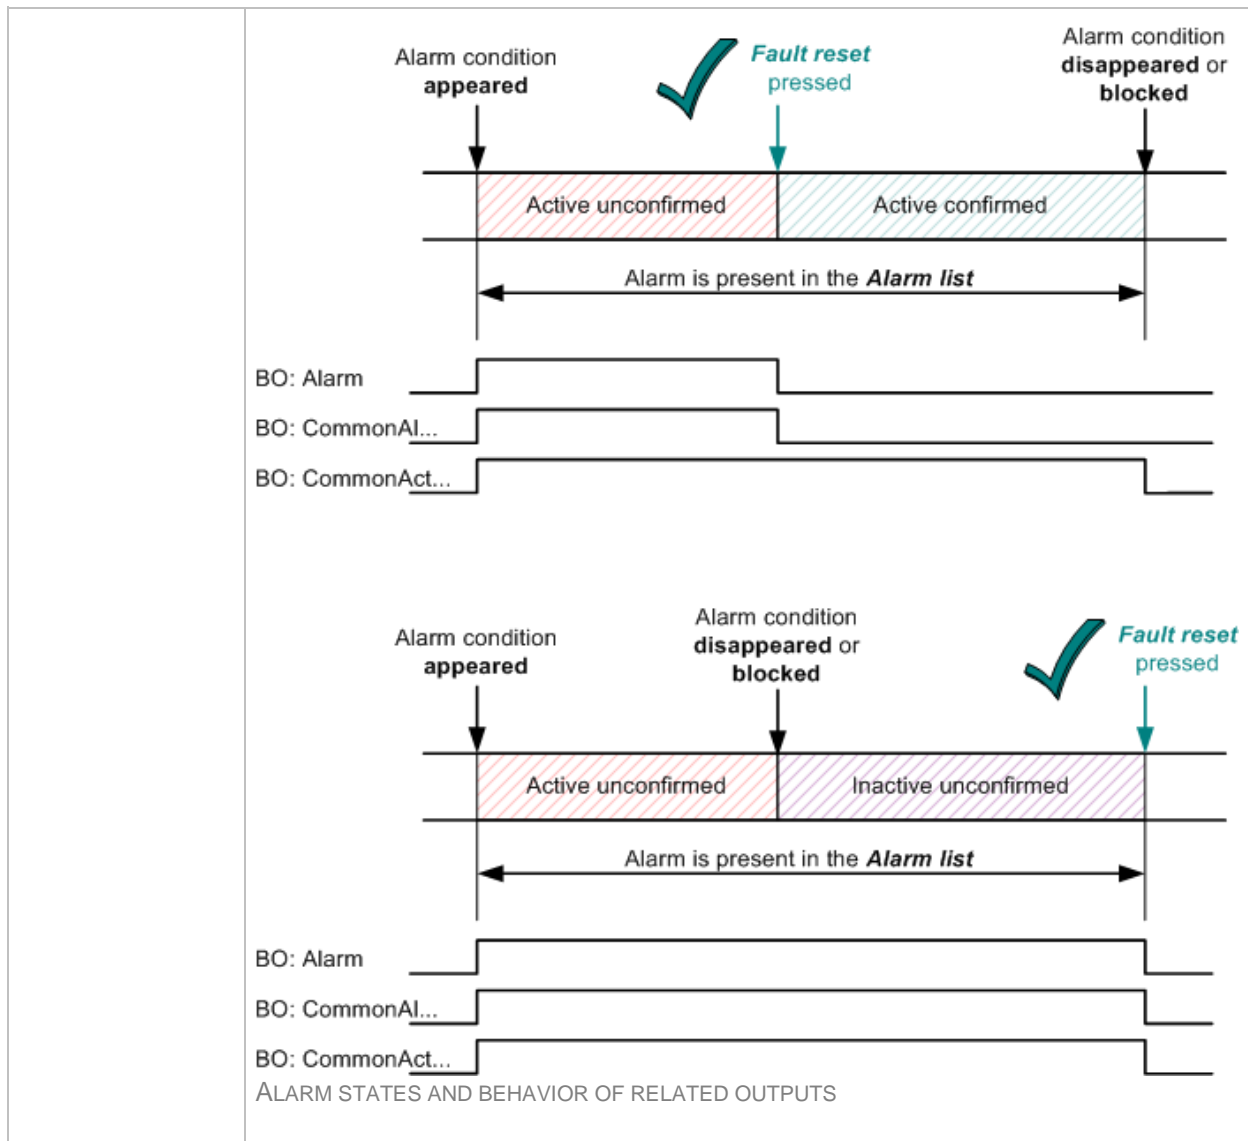 Alarm condition
appeared
Fault reset
pressed
Alarm condition
disappeared or
blocked
Active unconfirmed
Active confirmed
Alarm is present in the Alarm list
BO: Alarm
BO: CommonAl...
BO: CommonAct...
Alarm condition
appeared
Alarm condition
disappeared or
blocked
Fault reset
pressed
Active unconfirmed
Inactive unconfirmed
Alarm is present in the Alarm list
BO: Alarm
BO: CommonAl...
BO: CommonAct...
ALARM STATES AND BEHAVIOR OF RELATED OUTPUTS